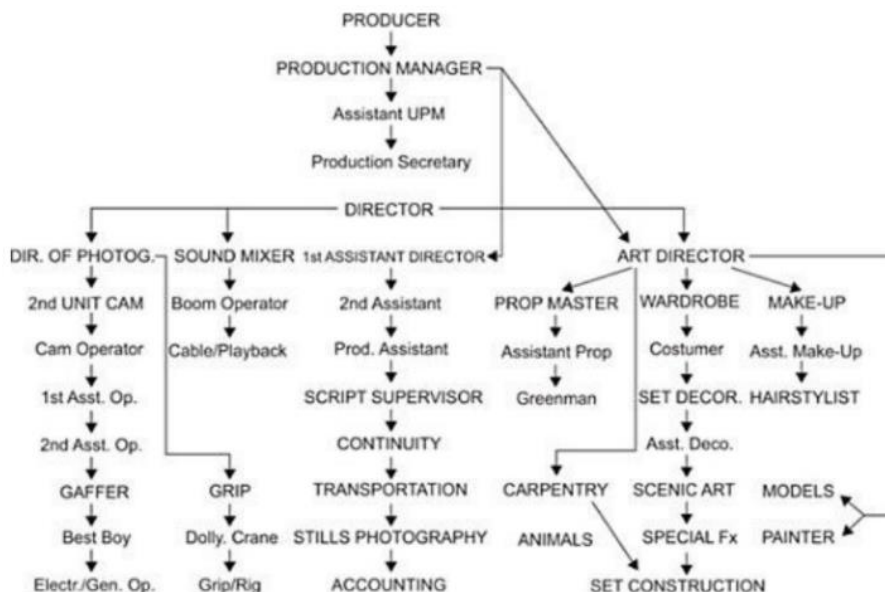 PRODUCER
PRODUCTION MANAGER
Assistant UPM
Production Secretary
DIRECTOR
DIR. OF PHOTOG. SOUND MIXER 1st ASSISTANT DIRECTOR ART DIRECTOR
2nd UNIT CAM Boom Operator 2nd Assistant PROP MASTER WARDROBE MAKE-UP
Cam Operator Cable/Playback Prod. Assistant Assistant Prop Costumer Asst. Make-Up
1st Asst. Op. SCRIPT SUPERVISOR Greenman SET DECOR. HAIRSTYLIST
2nd Asst. Op. CONTINUITY Asst. Deco.
GAFFER GRIP TRANSPORTATION CARPENTRY SCENIC ART MODELS
Best Boy Dolly. Crane STILLS PHOTOGRAPHY ANIMALS SPECIAL Fx PAINTER
Electr./Gen. Op. Grip/Rig ACCOUNTING SET CONSTRUCTION